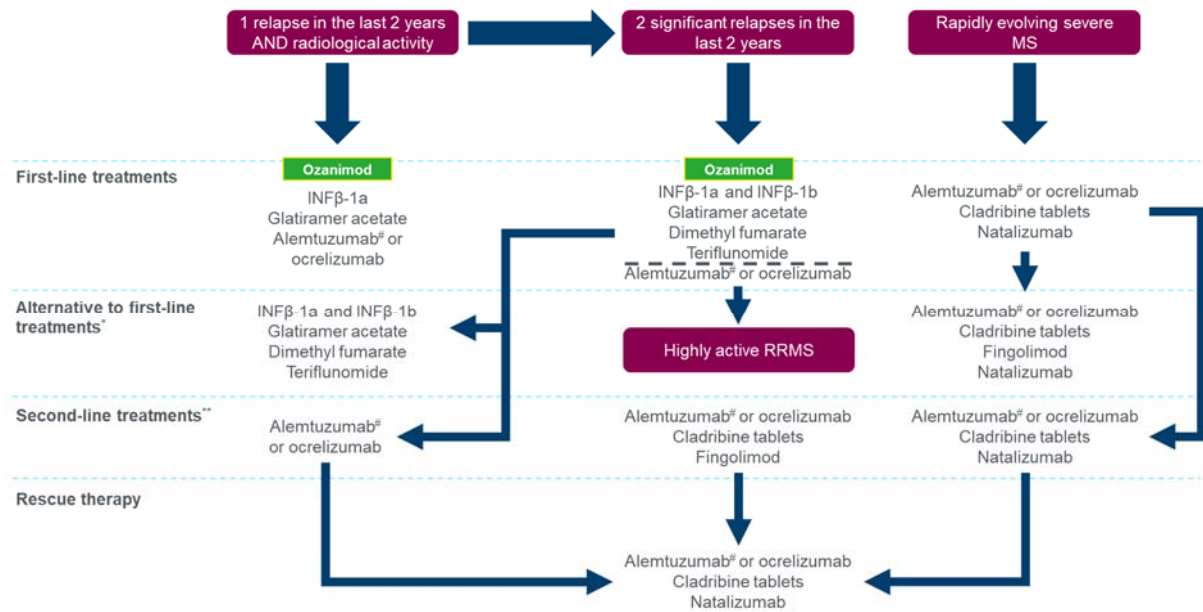 1 relapse in the last 2 years
AND radiological activity
2 significant relapses in the
last 2 years
Rapidly evolving severe
MS
First-line treatments
Ozanimod
INFβ-1a
Glatiramer acetate
Alemtuzumab# or
ocrelizumab
Ozanimod
INFβ-1a and INFβ-1b
Glatiramer acetate
Dimethyl fumarate
Teriflunomide
Alemtuzumab# or ocrelizumab
Alemtuzumab# or ocrelizumab
Cladribine tablets
Natalizumab
Alternative to first-line
treatments*
INFβ-1a and INFβ-1b
Glatiramer acetate
Dimethyl fumarate
Teriflunomide
Highly active RRMS
Alemtuzumab# or ocrelizumab
Cladribine tablets
Fingolimod
Natalizumab
Second-line treatments**
Alemtuzumab#
or ocrelizumab
Alemtuzumab# or ocrelizumab
Cladribine tablets
Fingolimod
Alemtuzumab# or ocrelizumab
Cladribine tablets
Natalizumab
Rescue therapy
Alemtuzumab# or ocrelizumab
Cladribine tablets
Natalizumab